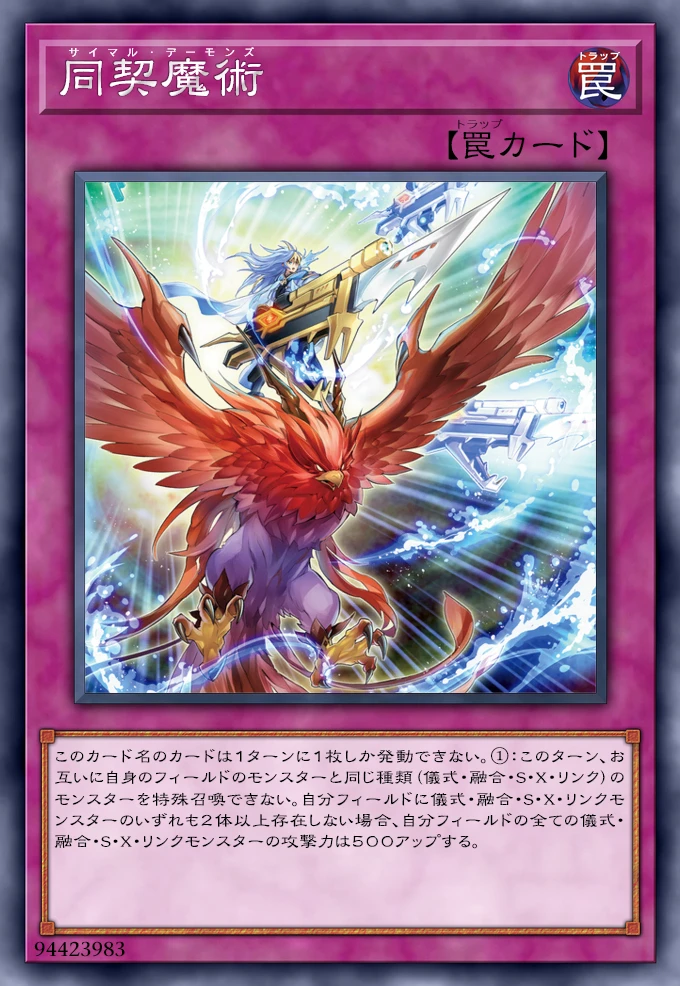 サイマル・デーモンズ
同契魔術
トラップ
罠
トラップ
【罠カード】
このカード名のカードは１ターンに１枚しか発動できない。①：このターン、お
互いに自身のフィールドのモンスターと同じ種類（儀式・融合・S・X・リンク）の
モンスターを特殊召喚できない。自分フィールドに儀式・融合・S・X・リンクモ
ンスターのいずれも２体以上存在しない場合、自分フィールドの全ての儀式・
融合・S・X・リンクモンスターの攻撃力は５００アップする。
94423983